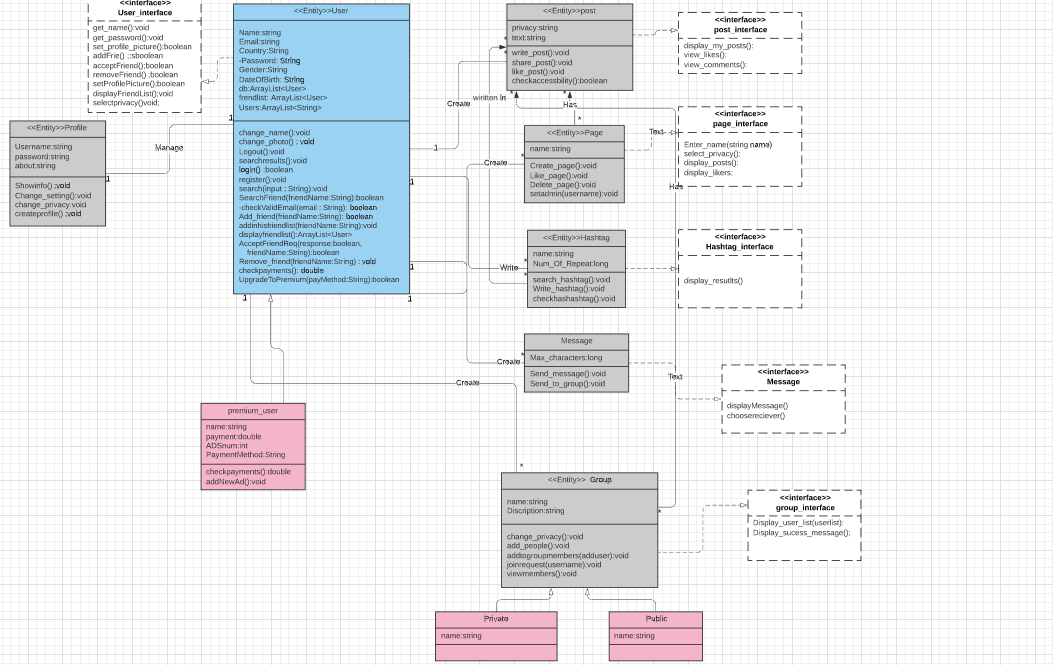 <<interface>>
User_interface
get_name():void
get_password():void
set_profile_picture():boolean
addFrie() ;:sboolean
acceptFriend():boolean
removeFriend() ;boolean
setProfilePicture():boolean
displayFriendList():void
selectprivacy()void;
<<Entity>>User
Name:string
Email:string
Country:String
-Password: String
Gender:String
DateOfBirth: String
db:ArrayList<User>
frendlist: ArrayList<User>
Users:ArrayList<String>
change_name():void
change_photo() : void
Logout():void
searchresults():void
login() :boolean
register():void
search(input : String):void
SearchFriend(friendName:String):boolean
-checkValidEmail(email : String): boolean
Add_friend(friendName:String): boolean
addinhisfriendlist(friendName:String):void
displayfriendlist():ArrayList<User>
AcceptFriendReq(response:boolean,
friendName:String):boolean
Remove_friend(friendName:String) : void
checkpayments(): double
UpgradeToPremium(payMethod:String):boolean
<<Entity>>Profile
Username:string
password:string
about:string
Showinfo() ;void
Change_setting():void
change_privacy:void
createprofile() ;void
1
Manage
1
<<Entity>>post
privacy:string
text:string
write_post():void
share_post():void
like_post():void
checkaccessbility():boolean
<<interface>>
post_interface
display_my_posts():
view_likes():
view_comments():
Create
1
wiritten In
*
*
Has
*
<<Entity>>Page
name:string
Create_page():void
Like_page():void
Delete_page():void
setadmin(username):void
Text
<<interface>>
page_interface
Enter_name(string name)
select_privacy():
display_posts():
display_likers:
Create
*
1
Has
<<Entity>>Hashtag
name:string
Num_Of_Repeat:long
search_hashtag():void
Write_hashtag():void
checkhashashtag():void
<<interface>>
Hashtag_interface
display_resutlts()
Write
*
*
1
1
1
Message
Max_characters:long
Send_message():void
Send_to_group():void
Create
*
<<interface>>
Message
displayMessage()
choosereciever()
Text
Create
*
premium_user
name:string
payment:double
ADSnum:int
PaymentMethod:String
checkpayments():double
addNewAd():void
<<Entity>> Group
name:string
Discription:string
change_privacy():void
add_people():void
addtogroupmembers(adduser):void
joinrequest(username):void
viewmembers():void
*
<<interface>>
group_interface
Display_user_list(userlist):
Display_sucess_message():
Private
name:string
Public
name:string